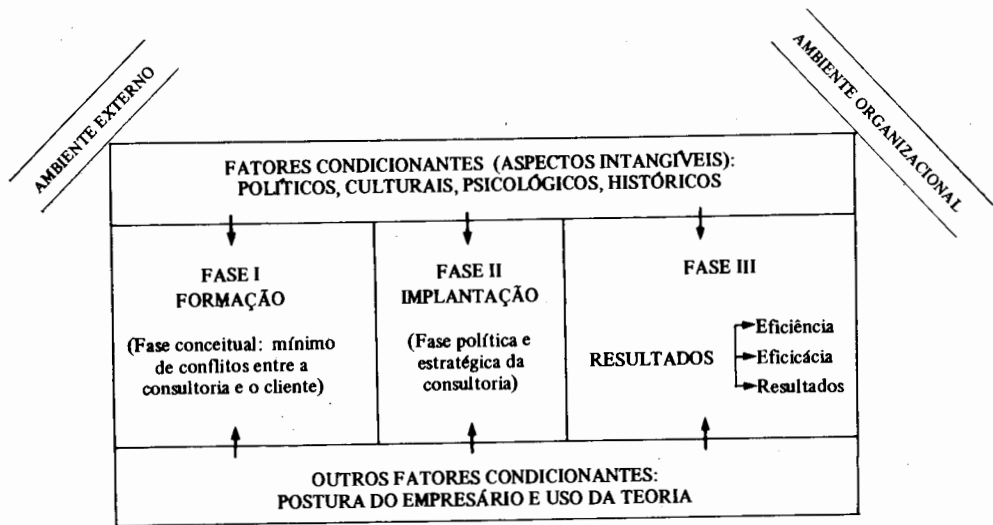 AMBIENTE EXTERNO
AMBIENTE ORGANIZACIONAL
FATORES CONDICIONANTES (ASPECTOS INTANGÍVEIS):
POLÍTICOS, CULTURAIS, PSICOLÓGICOS, HISTÓRICOS
FASE I
FORMAÇÃO
(Fase conceitual: mínimo
de conflitos entre a
consultoria e o cliente)
FASE II
IMPLANTAÇÃO
(Fase política e
estratégica da
consultoria)
FASE III
RESULTADOS
Eficiência
Eficicácia
Resultados
OUTROS FATORES CONDICIONANTES:
POSTURA DO EMPRESÁRIO E USO DA TEORIA